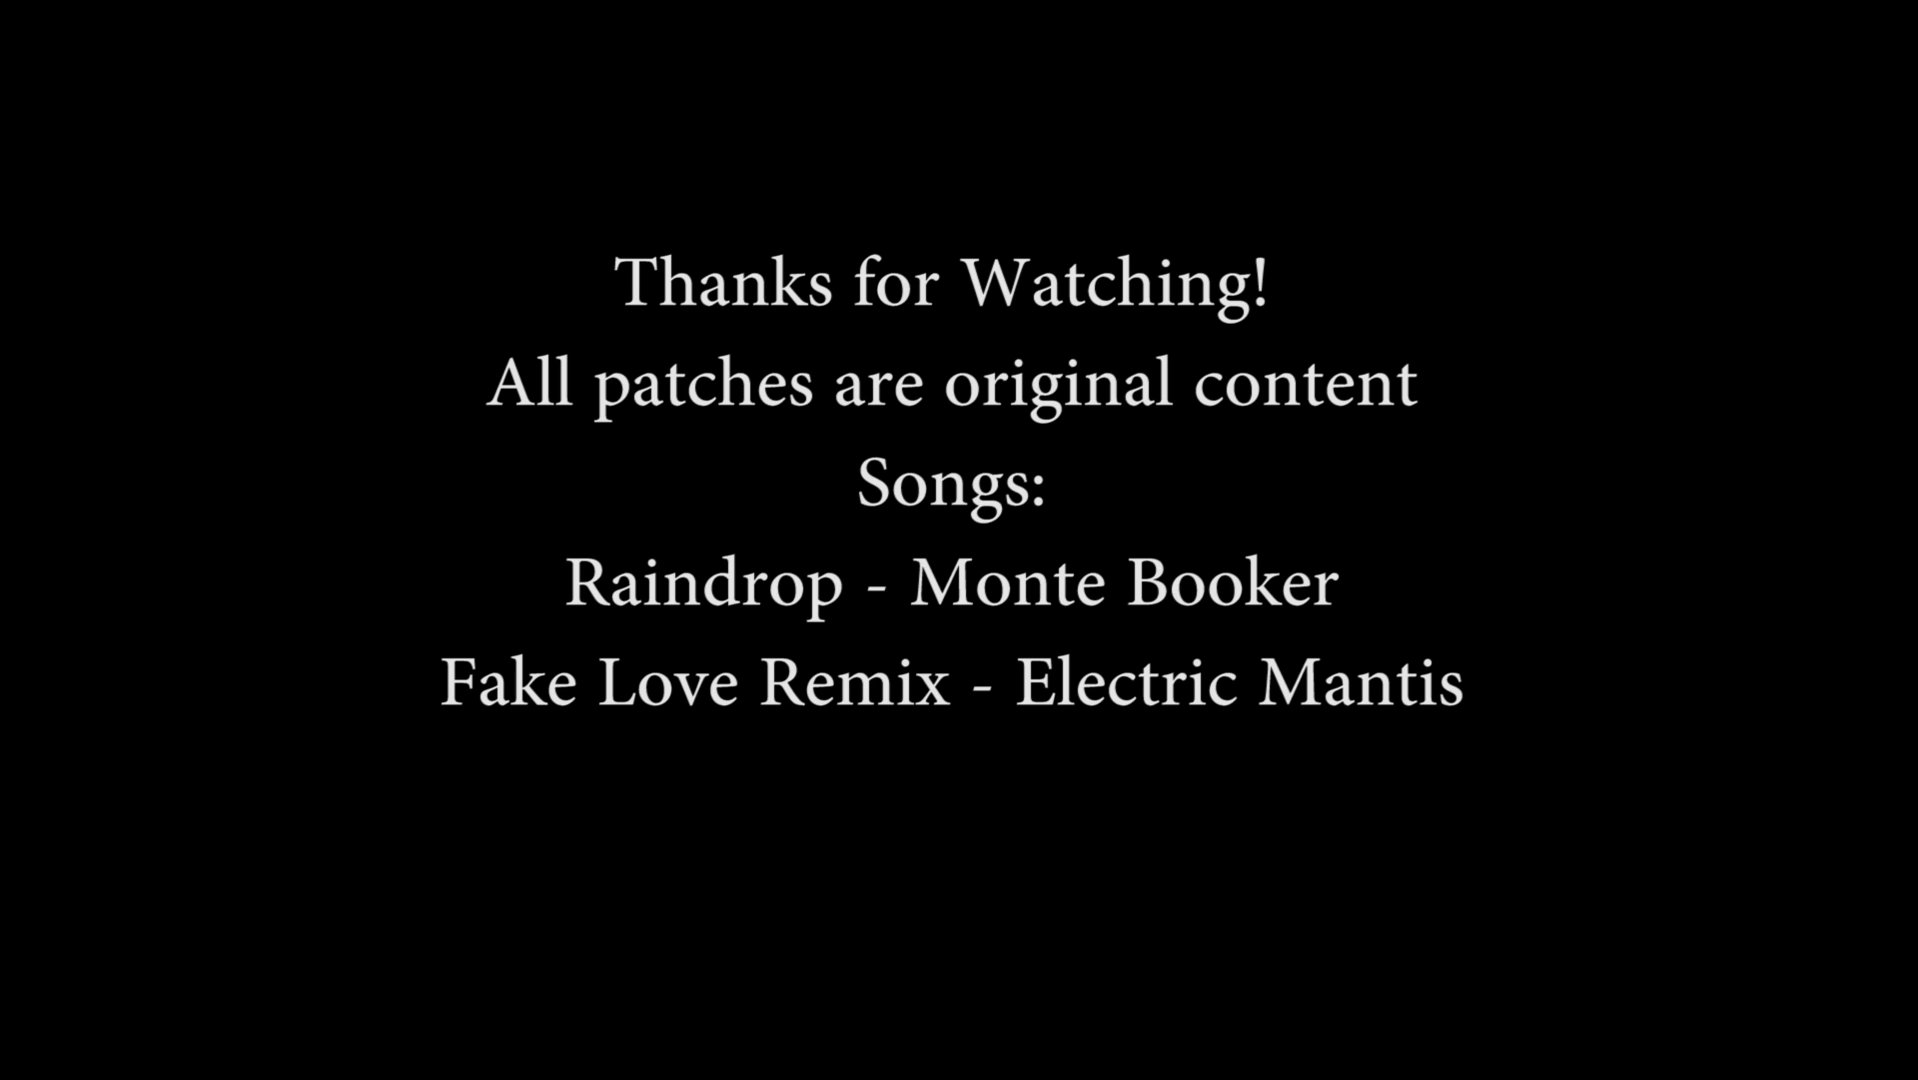 Thanks for Watching!
All patches are original content
Songs:
Raindrop - Monte Booker
Fake Love Remix - Electric Mantis